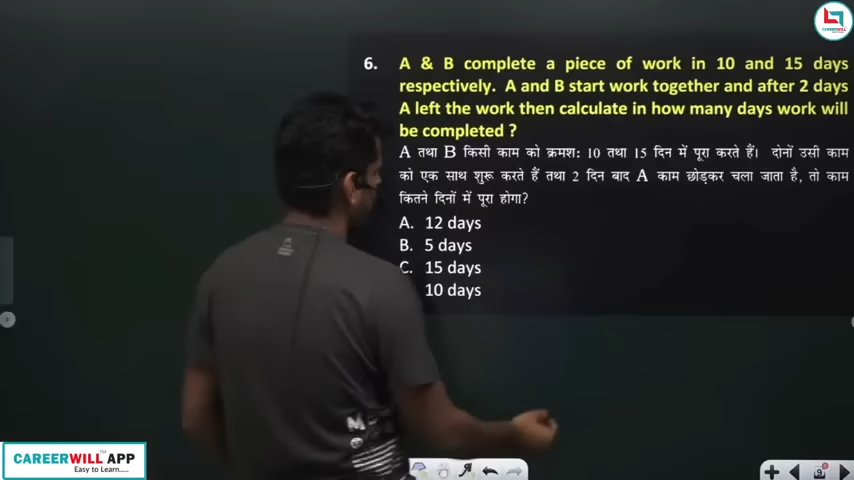 6. A & B complete a piece of work in 10 and 15 days
respectively. A and B start work together and after 2 days
A left the work then calculate in how many days work will
be completed ?
A तथा B किसी काम को क्रमश: 10 तथा 15 दिन में पूरा करते हैं। दोनों उसी काम
को एक साथ शुरू करते हैं तथा 2 दिन बाद A काम छोड़कर चला जाता है, तो काम
कितने दिनों में पूरा होगा?
A. 12 days
B. 5 days
C. 15 days
10 days
CAREERWILL APP
Easy to Learn.....